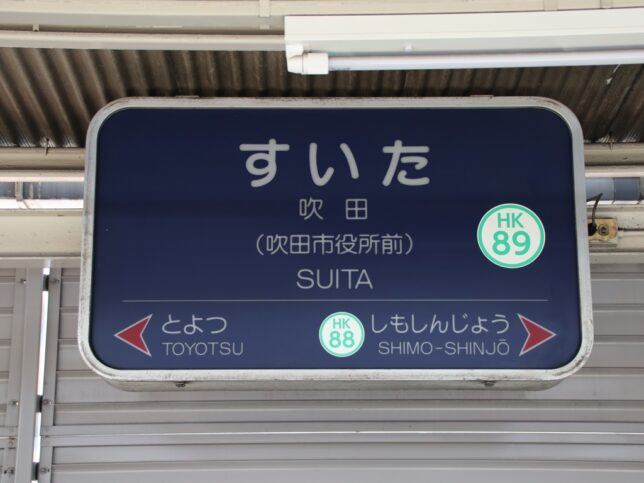 すいた
吹田
(吹田市役所前)
SUITA
HK
89
とよつ
TOYOTSU
HK
88
しもしんじょう
SHIMO-SHINJŌ